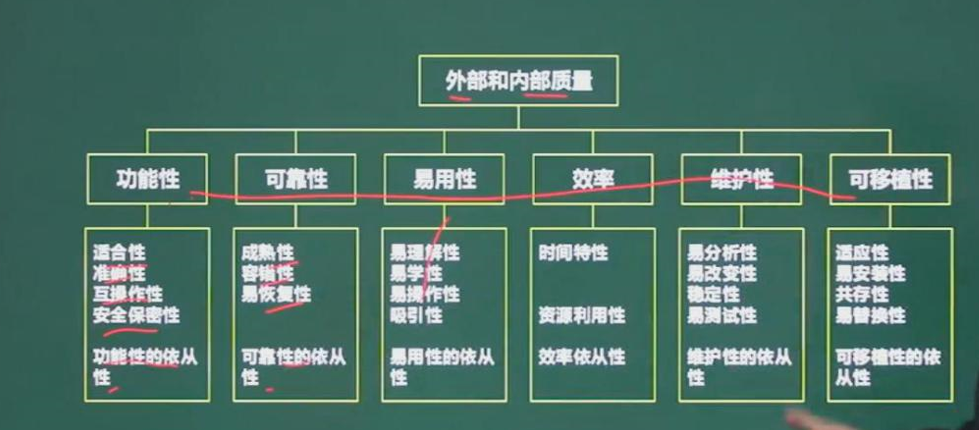 外部和内部质量
功能性
可靠性
易用性
效率
维护性
可移植性
适合性
准确性
互操作性
安全保密性
功能性的依从
性
成熟性
容错性
易恢复性
可靠性的依从
性
易理解性
易学性
易操作性
吸引性
易用性的依从
性
时间特性
资源利用性
效率依从性
易分析性
易改变性
稳定性
易测试性
维护性的依从
性
适应性
易安装性
共存性
易替换性
可移植性的依
从性